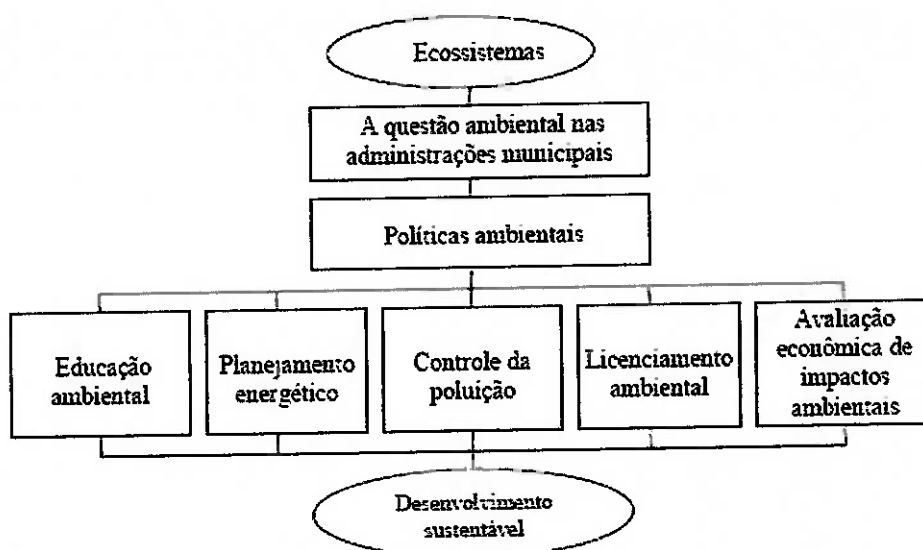 Ecossistemas
A questão ambiental nas
administrações municipais
Políticas ambientais
Educação
ambiental
Planejamento
energético
Controle da
poluição
Licenciamento
ambiental
Avaliação
econômica de
impactos
ambientais
Desenvolvimento
sustentável